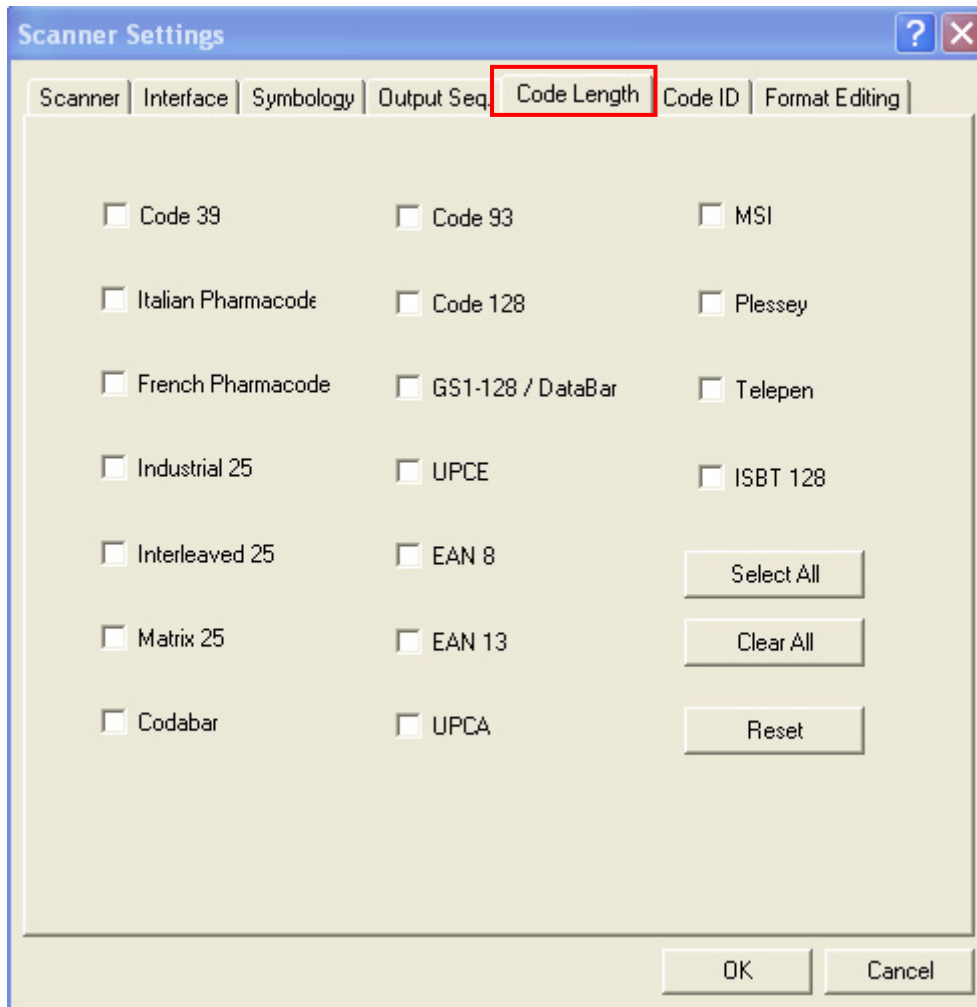 Scanner Settings
Scanner Interface Symbology Output Seq. Code Length Code ID Format Editing
Code 39 Code 93 MSI
Italian Pharmacode Code 128 Plessey
French Pharmacode GS1-128 / DataBar Telepen
Industrial 25 UPCE ISBT 128
Interleaved 25 EAN 8 Select All
Matrix 25 EAN 13 Clear All
Codabar UPCA Reset
OK Cancel